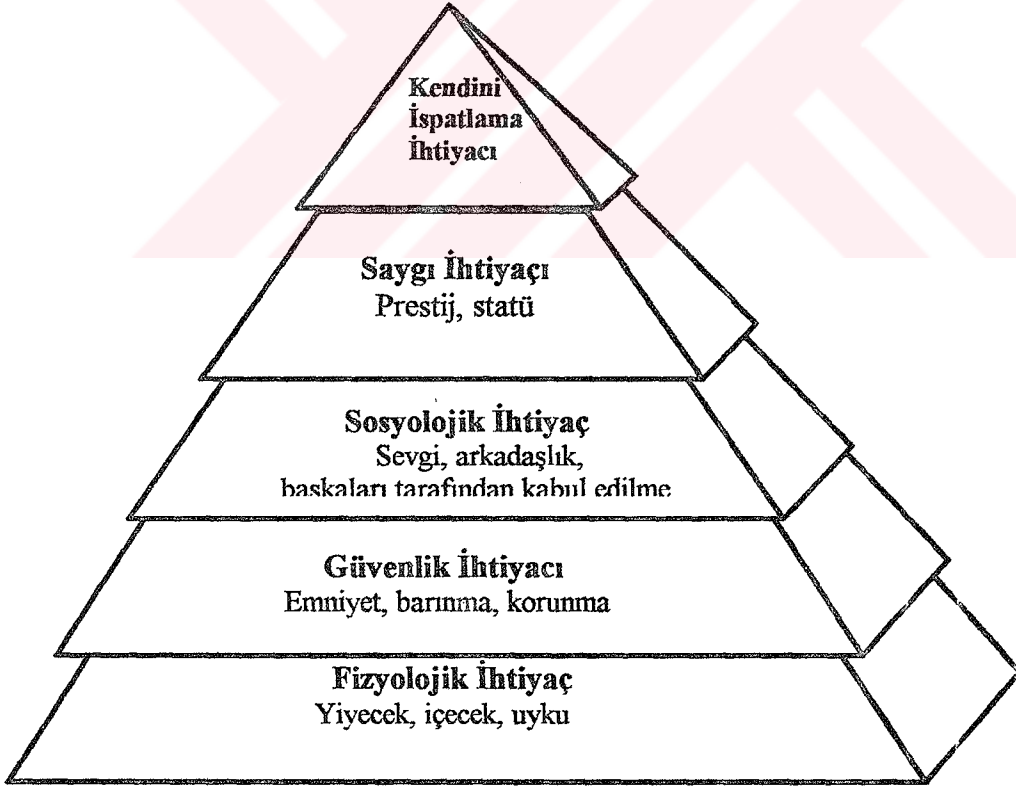 Kendini
İspatlama
İhtiyacı
Saygı İhtiyaçı
Prestij, statü
Sosyolojik İhtiyaç
Sevgi, arkadaşlık,
başkaları tarafından kabul edilme
Güvenlik İhtiyacı
Emniyet, barınma, korunma
Fizyolojik İhtiyaç
Yiyecek, içecek, uyku